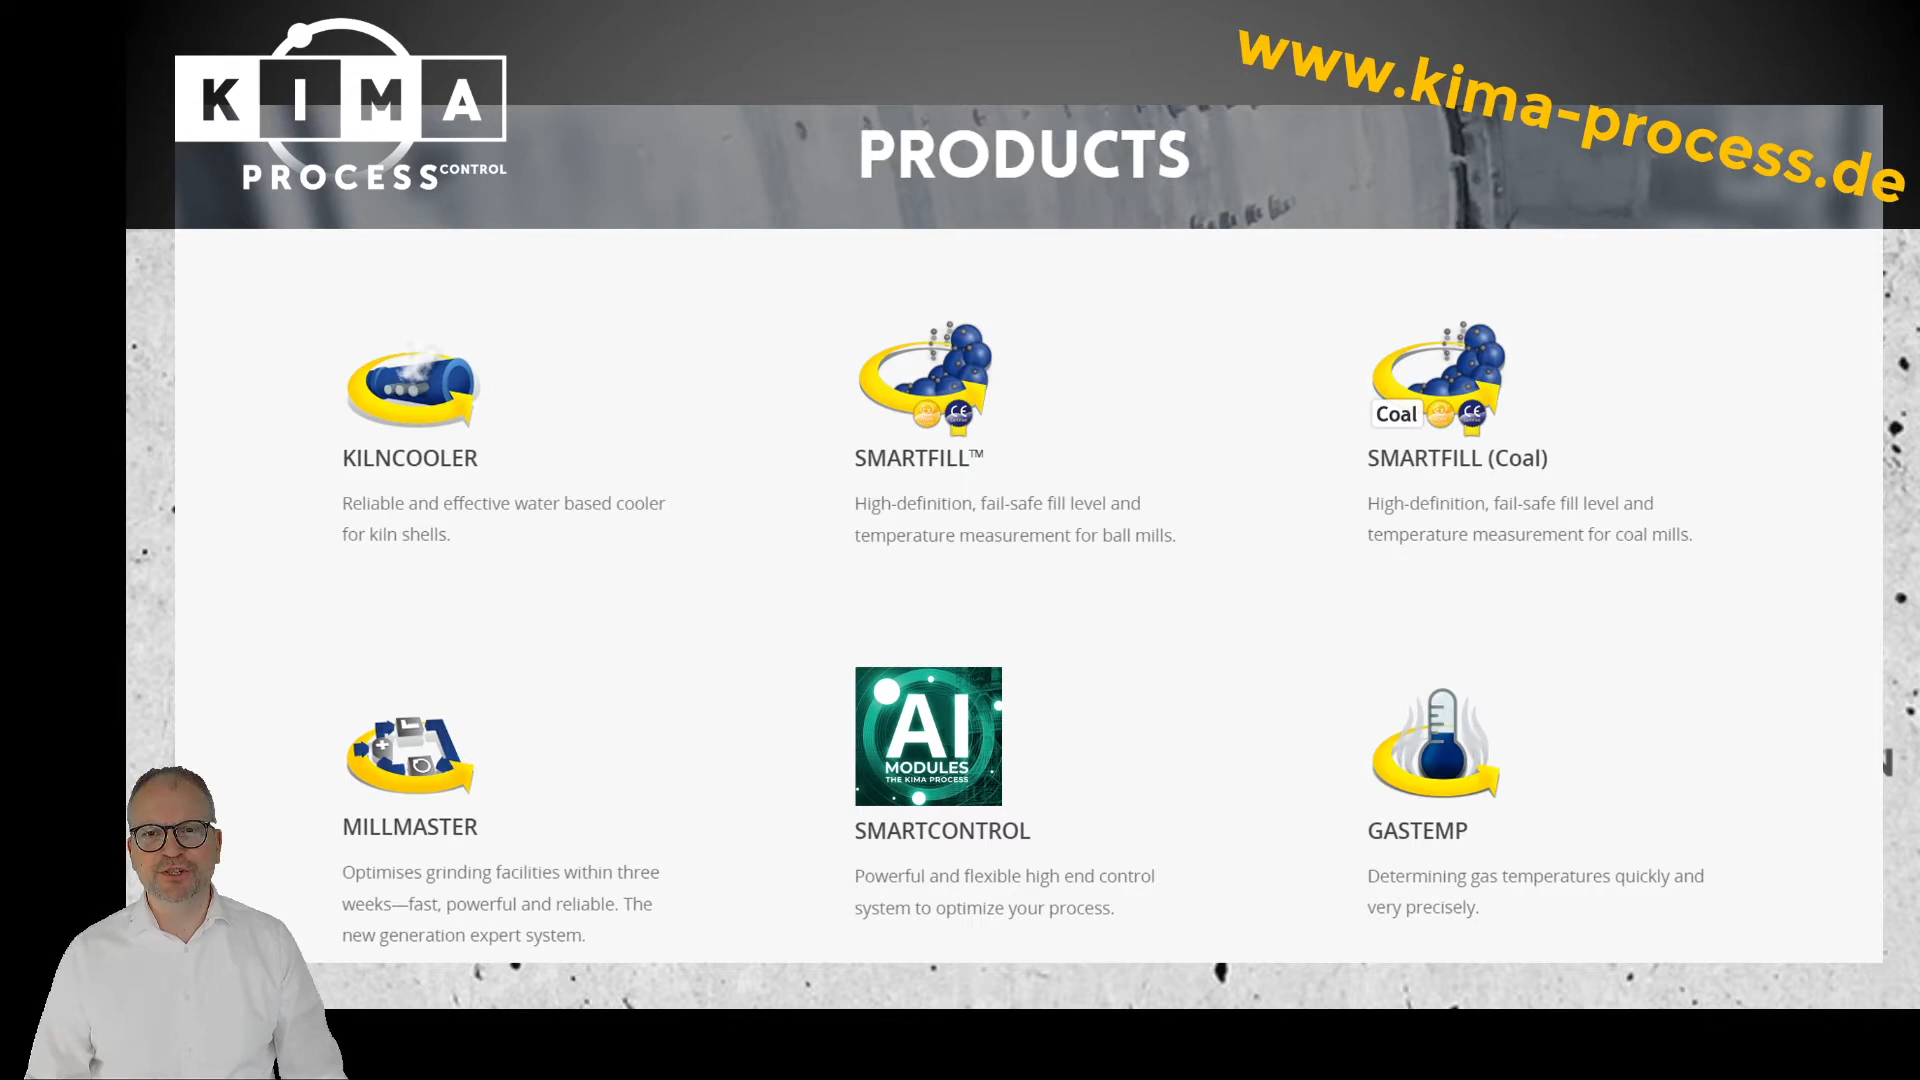 KIMA
PROCESS CONTROL
www.kima-process.de
PRODUCTS
KILNCOOLER
Reliable and effective water based cooler
for kiln shells.
SMARTFILL™
High-definition, fail-safe fill level and
temperature measurement for ball mills.
Coal
SMARTFILL (Coal)
High-definition, fail-safe fill level and
temperature measurement for coal mills.
MILLMASTER
Optimises grinding facilities within three
weeks—fast, powerful and reliable. The
new generation expert system.
AI
MODULES
THE KIMA PROCESS
SMARTCONTROL
Powerful and flexible high end control
system to optimize your process.
GASTEMP
Determining gas temperatures quickly and
very precisely.